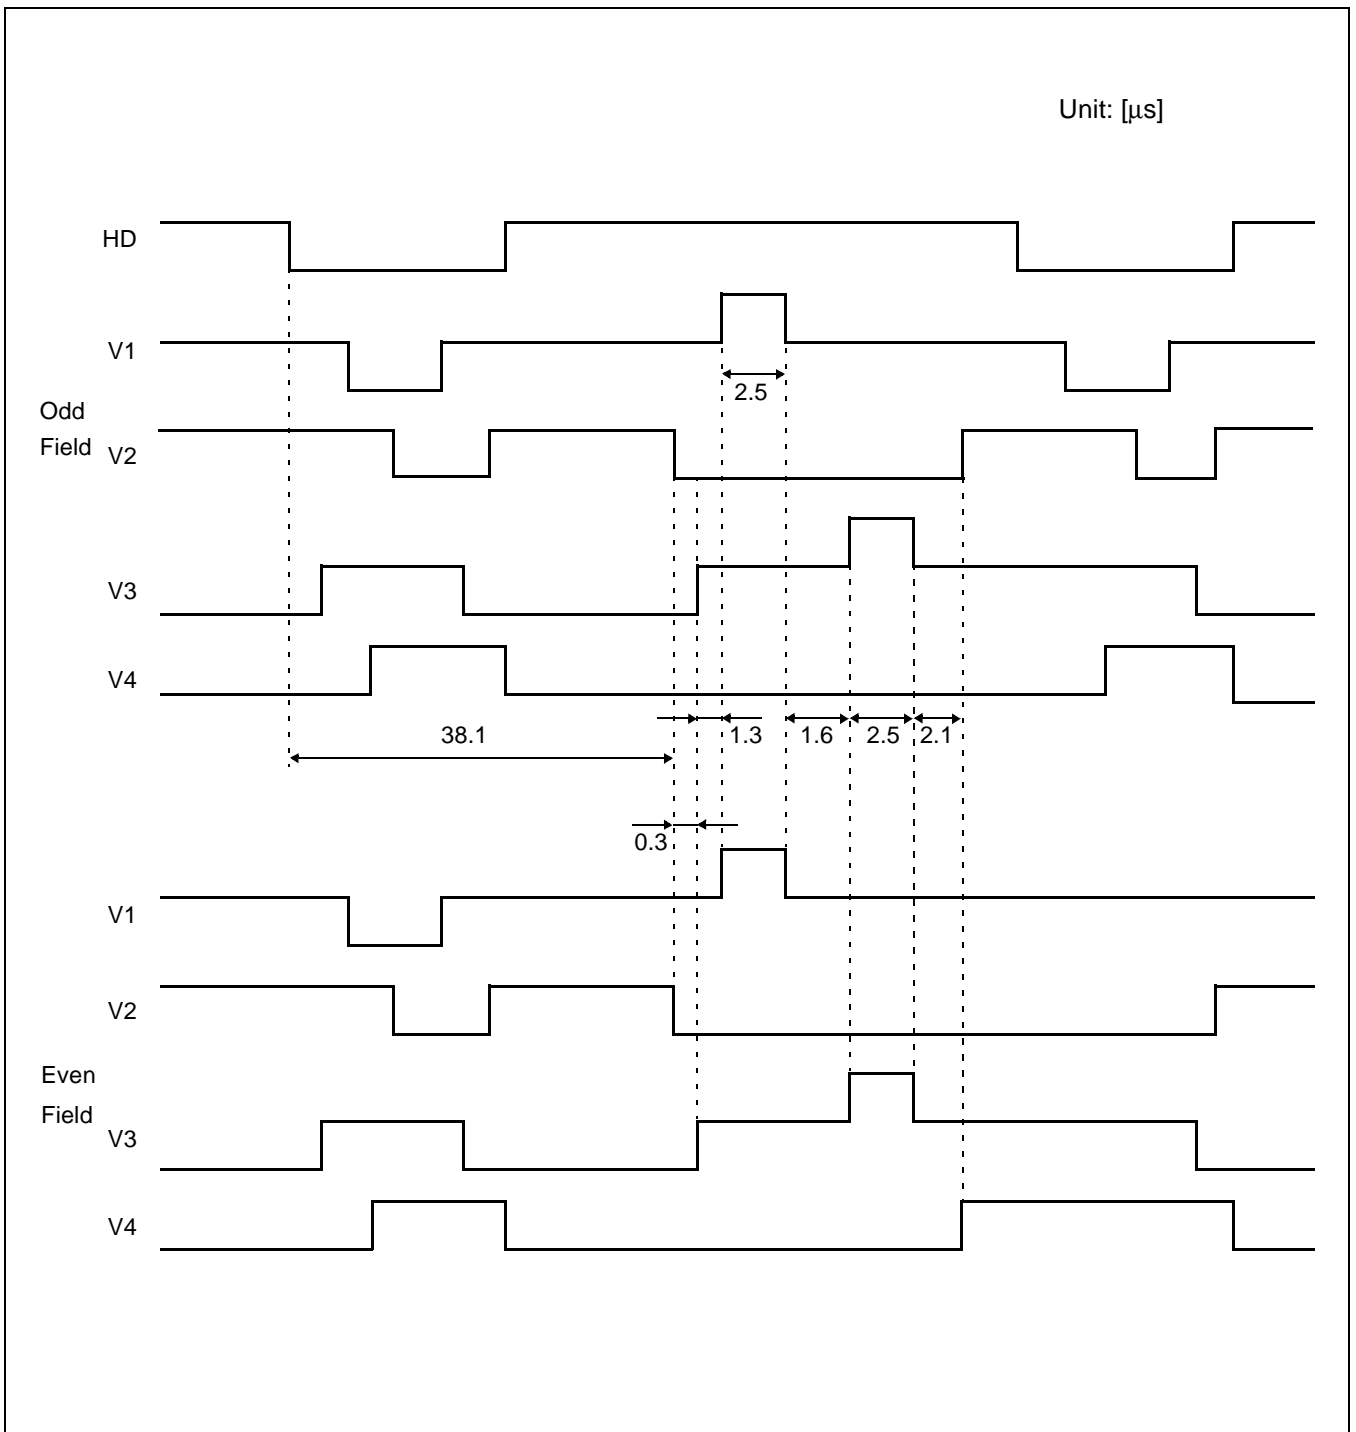 Unit: [μs]
HD
V1
2.5
Odd
Field
V2
V3
V4
1.3
1.6
2.5
2.1
38.1
0.3
V1
V2
Even
Field
V3
V4